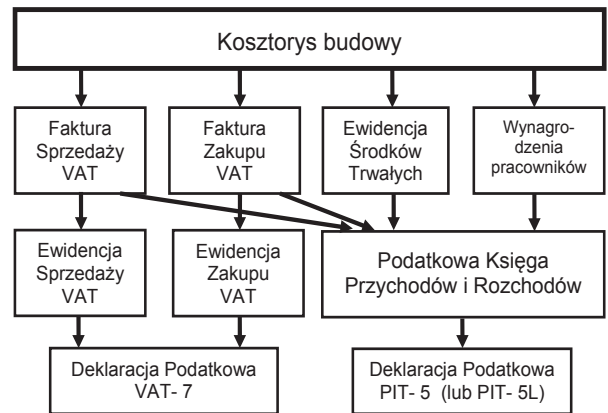 Kosztorys budowy
Faktura
Sprzedaży
VAT
Faktura
Zakupu
VAT
Ewidencja
Środków
Trwałych
Wynagro-
dzenia
pracowników
Ewidencja
Sprzedaży
VAT
Ewidencja
Zakupu
VAT
Podatkowa Księga
Przychodów i Rozchodów
Deklaracja Podatkowa
VAT- 7
Deklaracja Podatkowa
PIT- 5 (lub PIT- 5L)